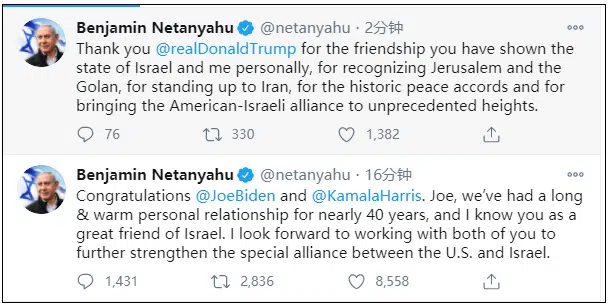 Benjamin Netanyahu @netanyahu · 2分钟
Thank you @realDonaldTrump for the friendship you have shown the
state of Israel and me personally, for recognizing Jerusalem and the
Golan, for standing up to Iran, for the historic peace accords and for
bringing the American-Israeli alliance to unprecedented heights.
76 330 1,382
Benjamin Netanyahu @netanyahu · 16分钟
Congratulations @JoeBiden and @KamalaHarris. Joe, we've had a long
& warm personal relationship for nearly 40 years, and I know you as a
great friend of Israel. I look forward to working with both of you to
further strengthen the special alliance between the U.S. and Israel.
1,431 2,836 8,558